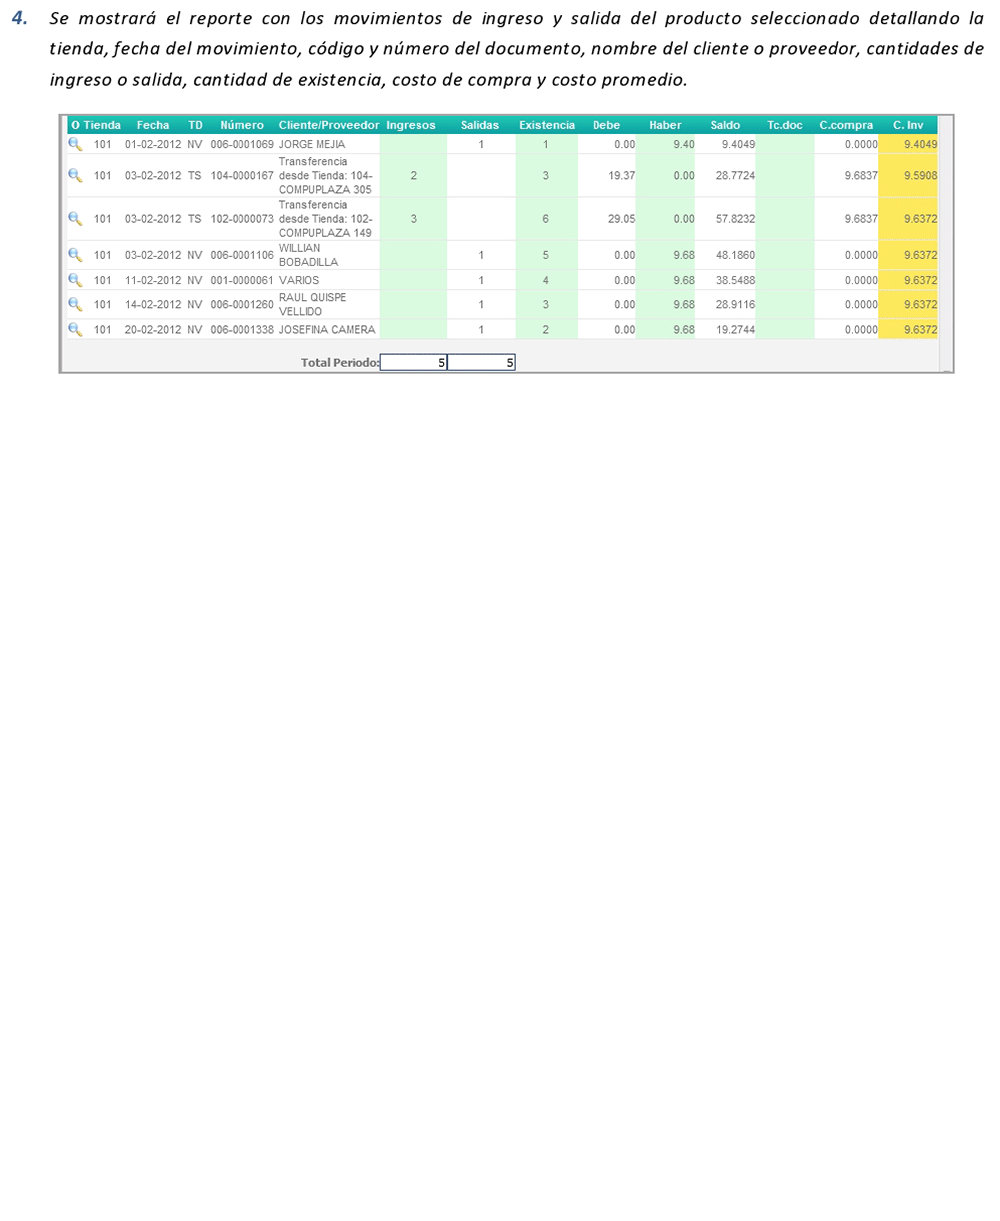 4. Se mostrará el reporte con los movimientos de ingreso y salida del producto seleccionado detallando la
tienda, fecha del movimiento, código y número del documento, nombre del cliente o proveedor, cantidades de
ingreso o salida, cantidad de existencia, costo de compra y costo promedio.
O Tienda Fecha TD Número Cliente/Proveedor Ingresos Salidas Existencia Debe Haber Saldo Tc.doc C.compra C. Inv
101 01-02-2012 NV 006-0001069 JORGE MEJIA 1 1 0.00 9.40 9.4049 0.0000 9.4049
Transferencia
101 03-02-2012 TS 104-0000167 desde Tienda: 104- 2 3 19.37 0.00 28.7724 9.6837 9.5908
COMPUPLAZA 305
Transferencia
101 03-02-2012 TS 102-0000073 desde Tienda: 102- 3 6 29.05 0.00 57.8232 9.6837 9.6372
COMPUPLAZA 149
101 03-02-2012 NV 006-0001106 WILLIAN 1 5 0.00 9.68 48.1860 0.0000 9.6372
BOBADILLA
101 11-02-2012 NV 001-0000061 VARIOS 1 4 0.00 9.68 38.5488 0.0000 9.6372
101 14-02-2012 NV 006-0001260 RAUL QUISPE 1 3 0.00 9.68 28.9116 0.0000 9.6372
VELLIDO
101 20-02-2012 NV 006-0001338 JOSEFINA CAMERA 1 2 0.00 9.68 19.2744 0.0000 9.6372
Total Periodo: 5 5